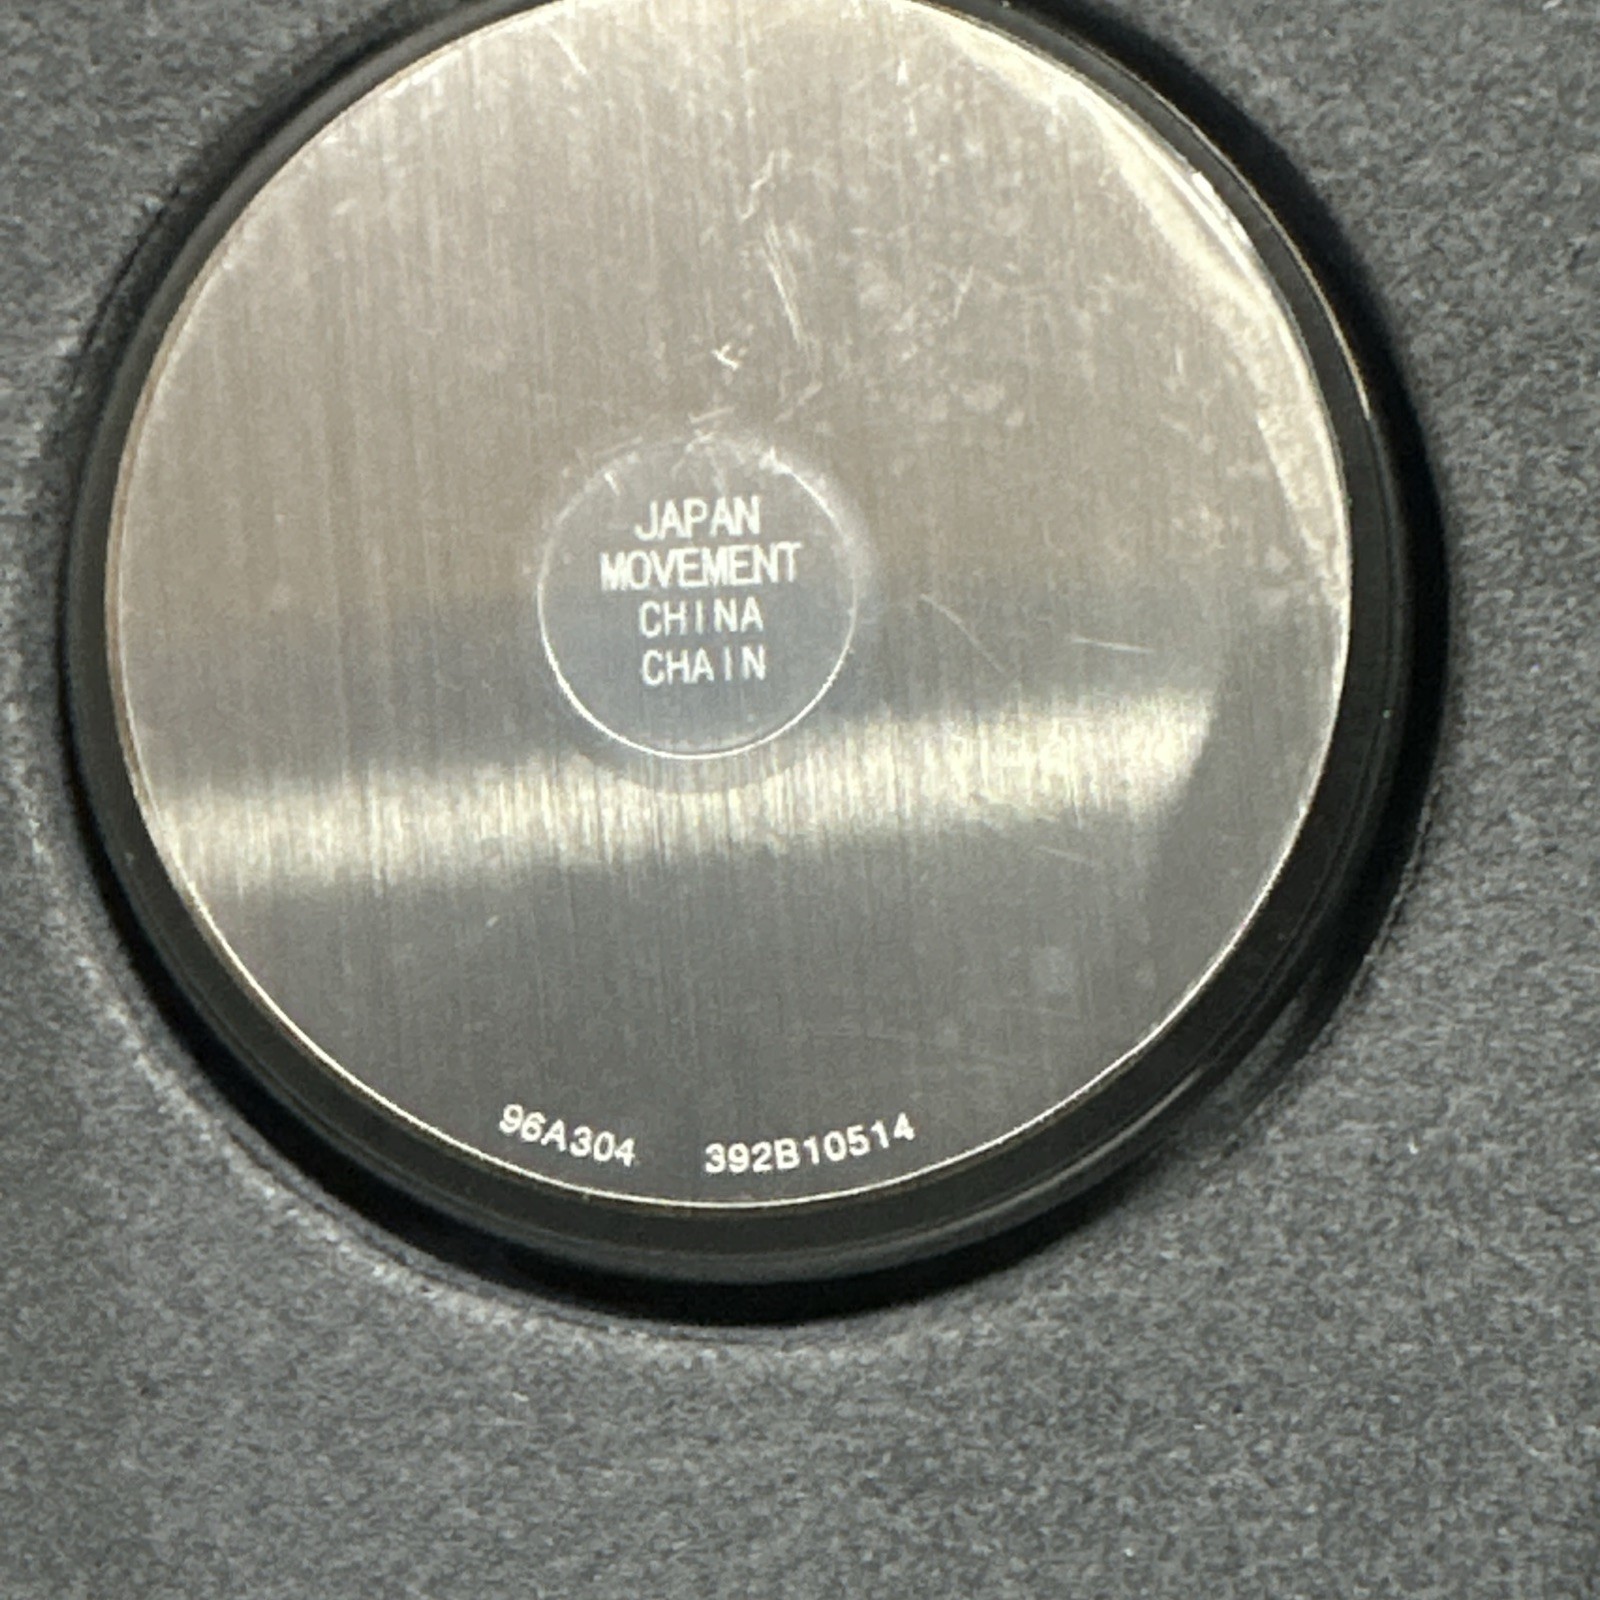 JAPAN
MOVEMENT
CHINA
CHAIN
96A304 392B10514